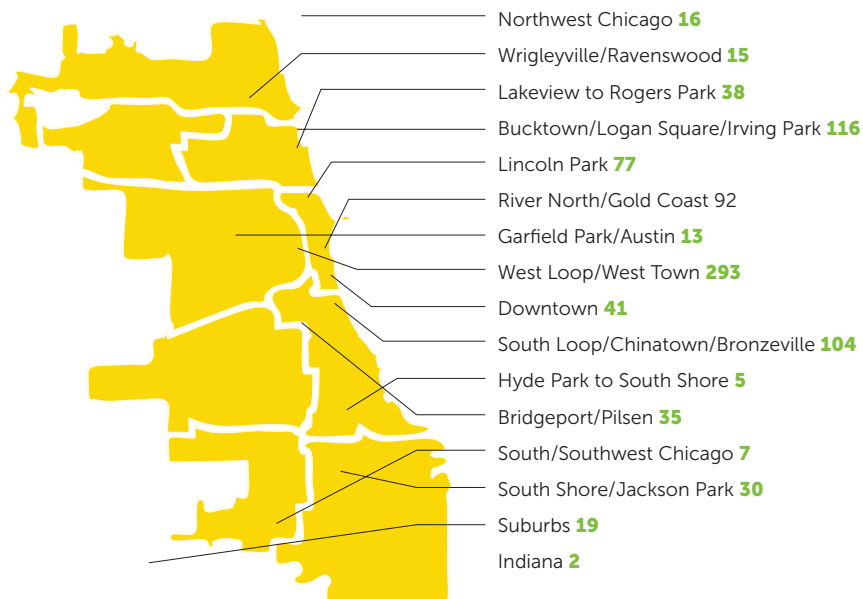 Northwest Chicago 16
Wrigleyville/Ravenswood 15
Lakeview to Rogers Park 38
Bucktown/Logan Square/Irving Park 116
Lincoln Park 77
River North/Gold Coast 92
Garfield Park/Austin 13
West Loop/West Town 293
Downtown 41
South Loop/Chinatown/Bronzeville 104
Hyde Park to South Shore 5
Bridgeport/Pilsen 35
South/Southwest Chicago 7
South Shore/Jackson Park 30
Suburbs 19
Indiana 2